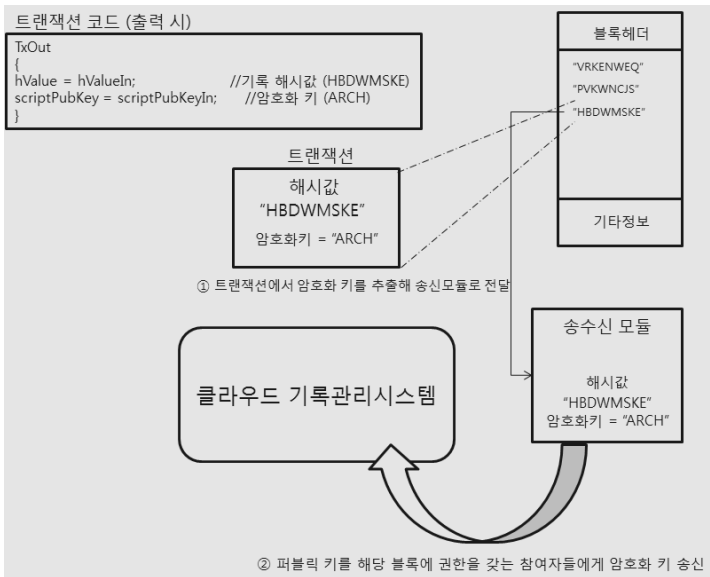 트랜잭션 코드 (출력 시)
TxOut
{
hValue = hValueIn; //기록 해시값 (HBDWMSKE)
scriptPubKey = scriptPubKeyIn; //암호화 키 (ARCH)
}
블록헤더
"VRKENWEQ"
"PVKWNCJS"
"HBDWMSKE"
기타정보
트랜잭션
해시값
"HBDWMSKE"
암호화키 = "ARCH"
① 트랜잭션에서 암호화 키를 추출해 송신모듈로 전달
송수신 모듈
해시값
"HBDWMSKE"
암호화키 = "ARCH"
클라우드 기록관리시스템
② 퍼블릭 키를 해당 블록에 권한을 갖는 참여자들에게 암호화 키 송신